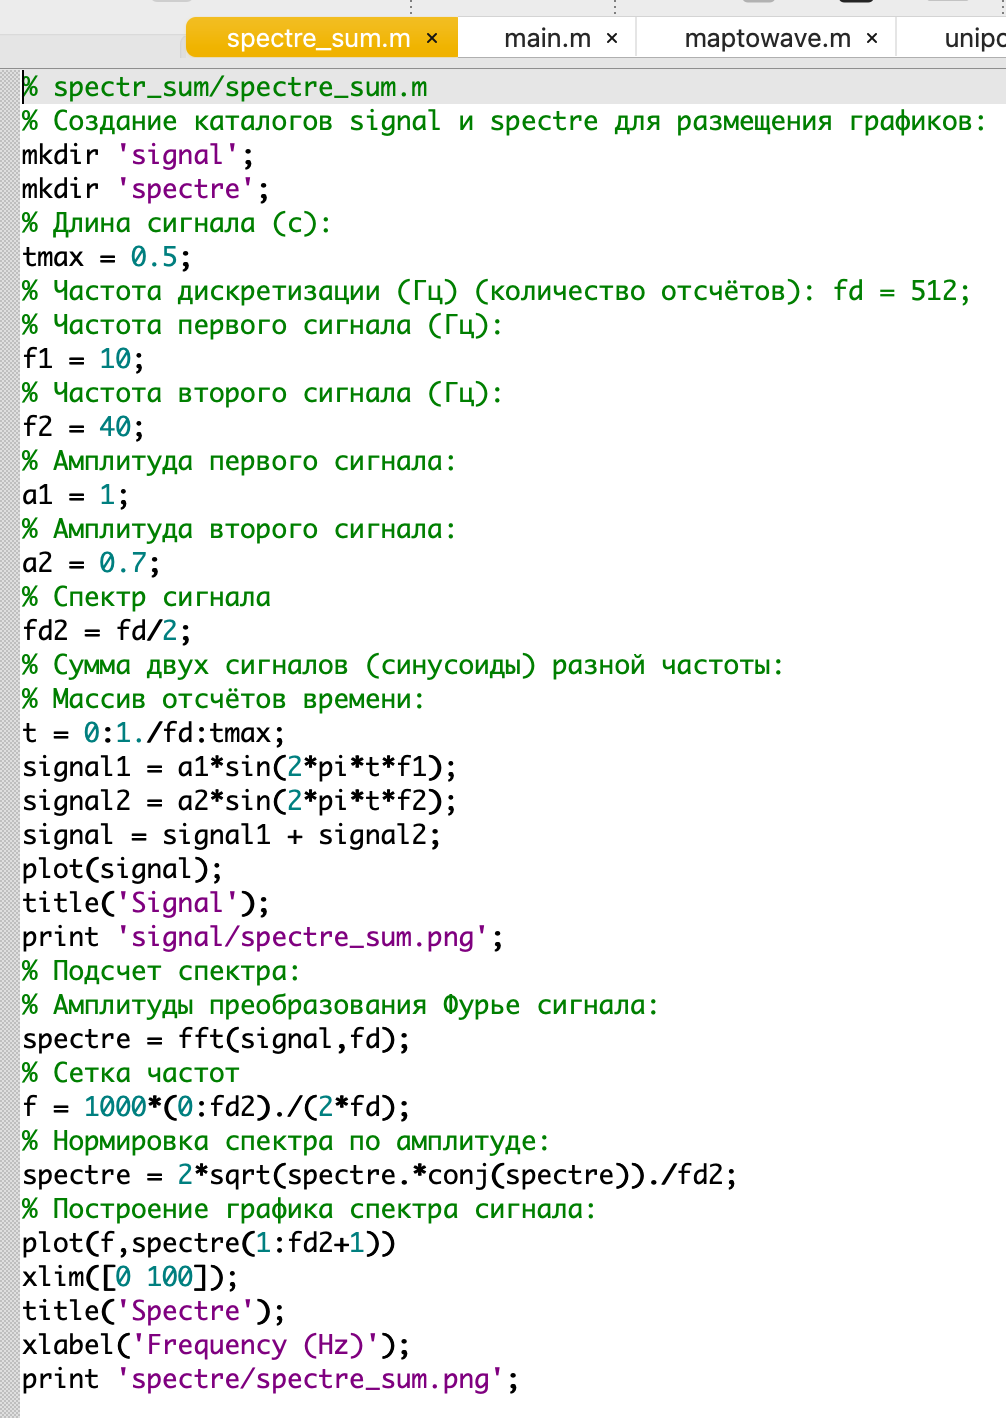 spectre_sum.m × main.m × maptowave.m × unipo
% spectr_sum/spectre_sum.m
% Создание каталогов signal и spectre для размещения графиков:
mkdir 'signal';
mkdir 'spectre';
% Длина сигнала (с):
tmax = 0.5;
% Частота дискретизации (Гц) (количество отсчётов): fd = 512;
% Частота первого сигнала (Гц):
f1 = 10;
% Частота второго сигнала (Гц):
f2 = 40;
% Амплитуда первого сигнала:
a1 = 1;
% Амплитуда второго сигнала:
a2 = 0.7;
% Спектр сигнала
fd2 = fd/2;
% Сумма двух сигналов (синусоиды) разной частоты:
% Массив отсчётов времени:
t = 0:1./fd:tmax;
signal1 = a1*sin(2*pi*t*f1);
signal2 = a2*sin(2*pi*t*f2);
signal = signal1 + signal2;
plot(signal);
title('Signal');
print 'signal/spectre_sum.png';
% Подсчет спектра:
% Амплитуды преобразования Фурье сигнала:
spectre = fft(signal,fd);
% Сетка частот
f = 1000*(0:fd2)./(2*fd);
% Нормировка спектра по амплитуде:
spectre = 2*sqrt(spectre.*conj(spectre))./fd2;
% Построение графика спектра сигнала:
plot(f,spectre(1:fd2+1))
xlim([0 100]);
title('Spectre');
xlabel('Frequency (Hz)');
print 'spectre/spectre_sum.png';